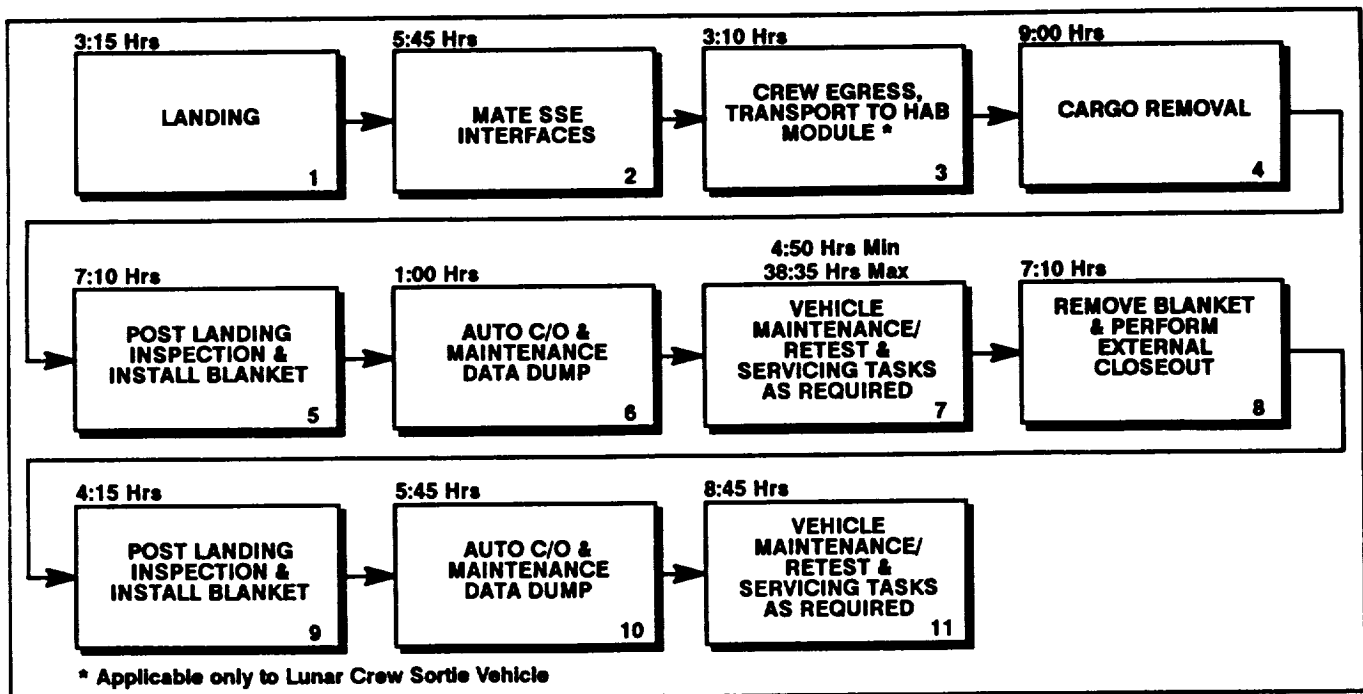 3:15 Hrs
LANDING
1
5:45 Hrs
MATE SSE
INTERFACES
2
3:10 Hrs
CREW EGRESS,
TRANSPORT TO HAB
MODULE *
3
9:00 Hrs
CARGO REMOVAL
4
7:10 Hrs
POST LANDING
INSPECTION &
INSTALL BLANKET
5
1:00 Hrs
AUTO C/O &
MAINTENANCE
DATA DUMP
6
4:50 Hrs Min
38:35 Hrs Max
VEHICLE
MAINTENANCE/
RETEST &
SERVICING TASKS
AS REQUIRED
7
7:10 Hrs
REMOVE BLANKET
& PERFORM
EXTERNAL
CLOSEOUT
8
4:15 Hrs
POST LANDING
INSPECTION &
INSTALL BLANKET
9
5:45 Hrs
AUTO C/O &
MAINTENANCE
DATA DUMP
10
8:45 Hrs
VEHICLE
MAINTENANCE/
RETEST &
SERVICING TASKS
AS REQUIRED
11
* Applicable only to Lunar Crew Sortie Vehicle